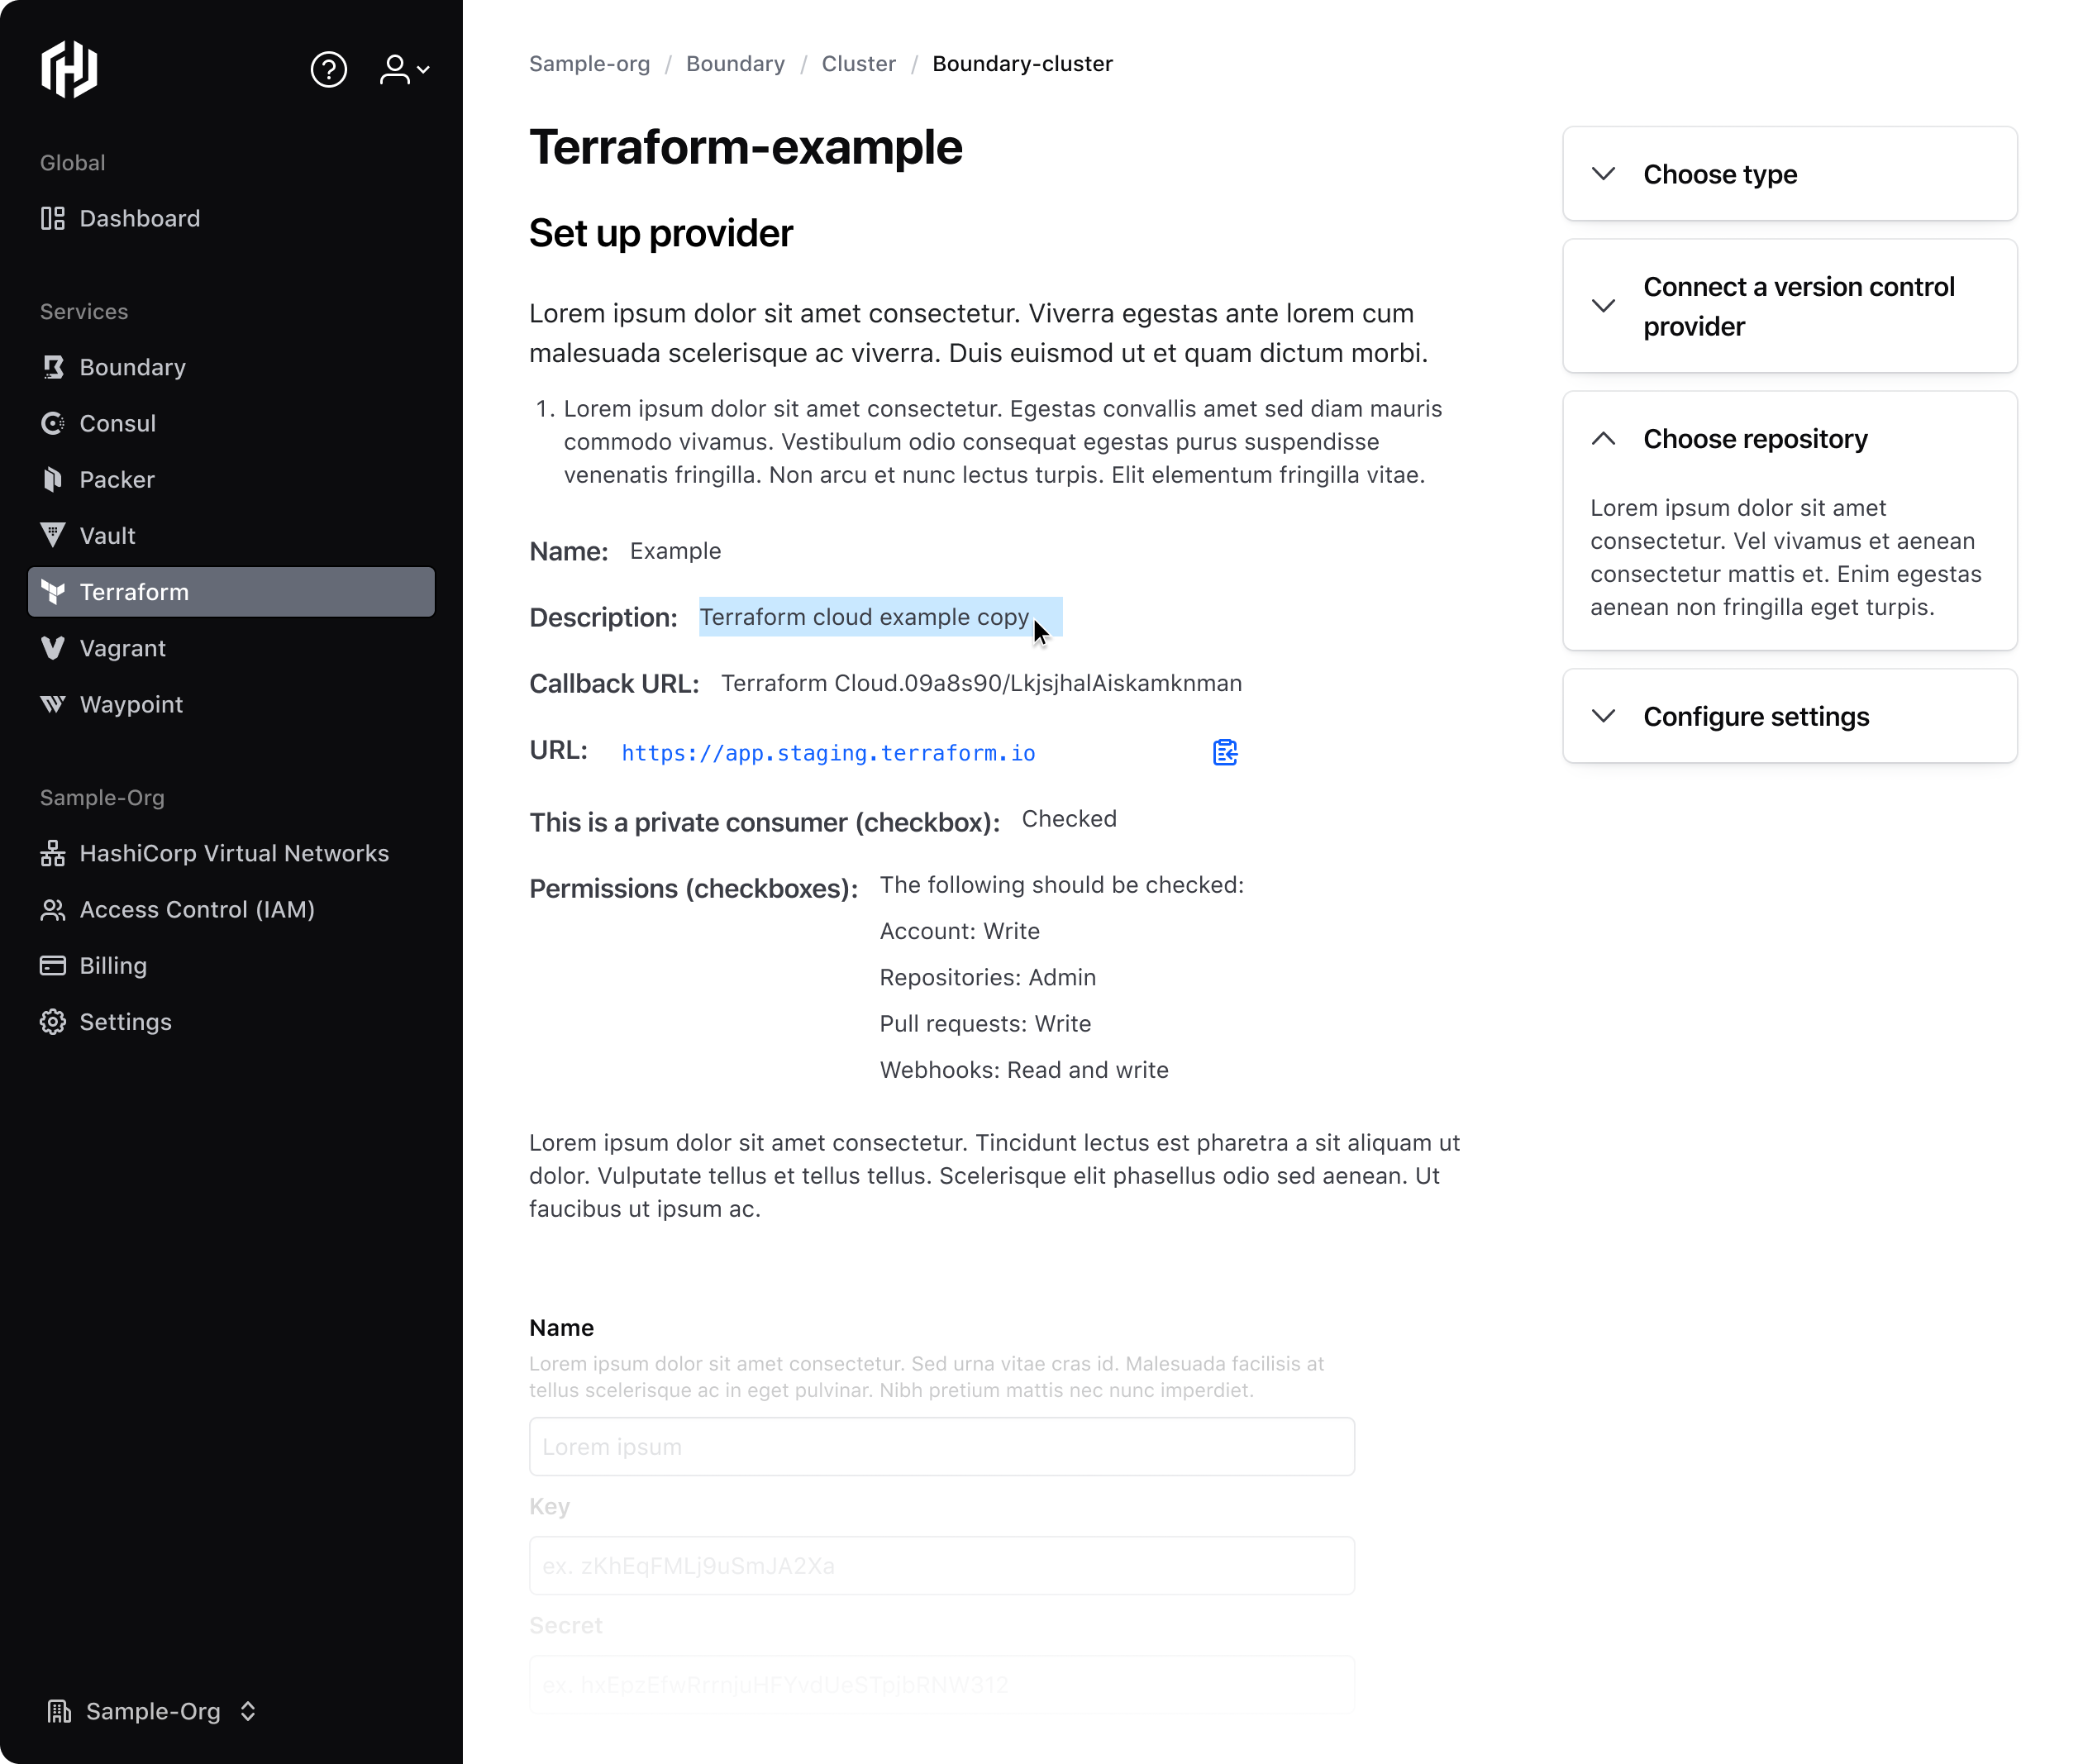 Global
Dashboard
Services
Boundary
Consul
Packer
Vault
Terraform
Vagrant
Waypoint
Sample-Org
HashiCorp Virtual Networks
Access Control (IAM)
Billing
Settings
Sample-Org
Sample-org / Boundary / Cluster / Boundary-cluster
Terraform-example
Set up provider
Lorem ipsum dolor sit amet consectetur. Viverra egestas ante lorem cum
malesuada scelerisque ac viverra. Duis euismod ut et quam dictum morbi.
1. Lorem ipsum dolor sit amet consectetur. Egestas convallis amet sed diam mauris
commodo vivamus. Vestibulum odio consequat egestas purus suspendisse
venenatis fringilla. Non arcu et nunc lectus turpis. Elit elementum fringilla vitae.
Name: Example
Description: Terraform cloud example copy
Callback URL: Terraform Cloud.09a8s90/LkjsjhalAiskamknman
URL: https://app.staging.terraform.io
This is a private consumer (checkbox): Checked
Permissions (checkboxes): The following should be checked:
Account: Write
Repositories: Admin
Pull requests: Write
Webhooks: Read and write
Lorem ipsum dolor sit amet consectetur. Tincidunt lectus est pharetra a sit aliquam ut
dolor. Vulputate tellus et tellus tellus. Scelerisque elit phasellus odio sed aenean. Ut
faucibus ut ipsum ac.
Name
Lorem ipsum dolor sit amet consectetur. Sed urna vitae cras id. Malesuada facilisis at
tellus scelerisque ac in eget pulvinar. Nibh pretium mattis nec nunc imperdiet.
Lorem ipsum
Key
ex. zKhEqFMLj9uSmJA2Xa
Secret
ex. hxEpzEfwRrrnjuHFYvdUeSTpjbRNW312
Choose type
Connect a version control
provider
Choose repository
Lorem ipsum dolor sit amet
consectetur. Vel vivamus et aenean
consectetur mattis et. Enim egestas
aenean non fringilla eget turpis.
Configure settings